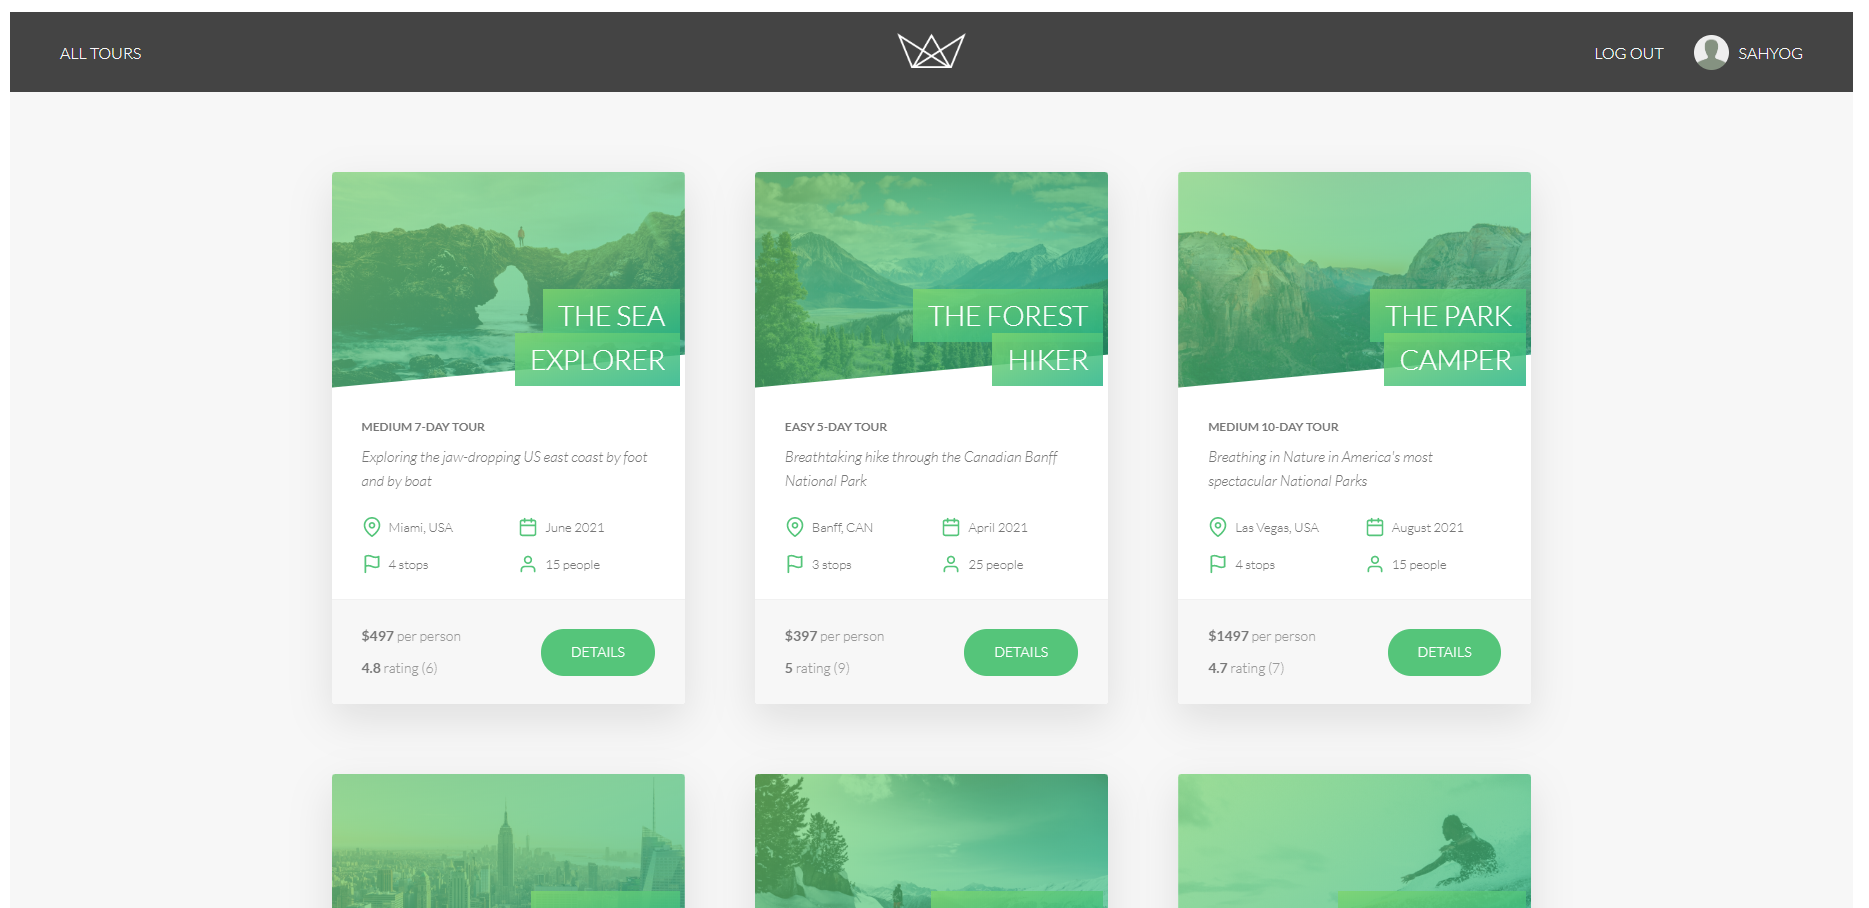 ALL TOURS
LOG OUT
SAHYOG
THE SEA
EXPLORER
MEDIUM 7-DAY TOUR
Exploring the jaw-dropping US east coast by foot
and by boat
Miami, USA
June 2021
4 stops
15 people
$497 per person
4.8 rating (6)
DETAILS
THE FOREST
HIKER
EASY 5-DAY TOUR
Breathtaking hike through the Canadian Banff
National Park
Banff, CAN
April 2021
3 stops
25 people
$397 per person
5 rating (9)
DETAILS
THE PARK
CAMPER
MEDIUM 10-DAY TOUR
Breathing in Nature in America's most
spectacular National Parks
Las Vegas, USA
August 2021
4 stops
15 people
$1497 per person
4.7 rating (7)
DETAILS